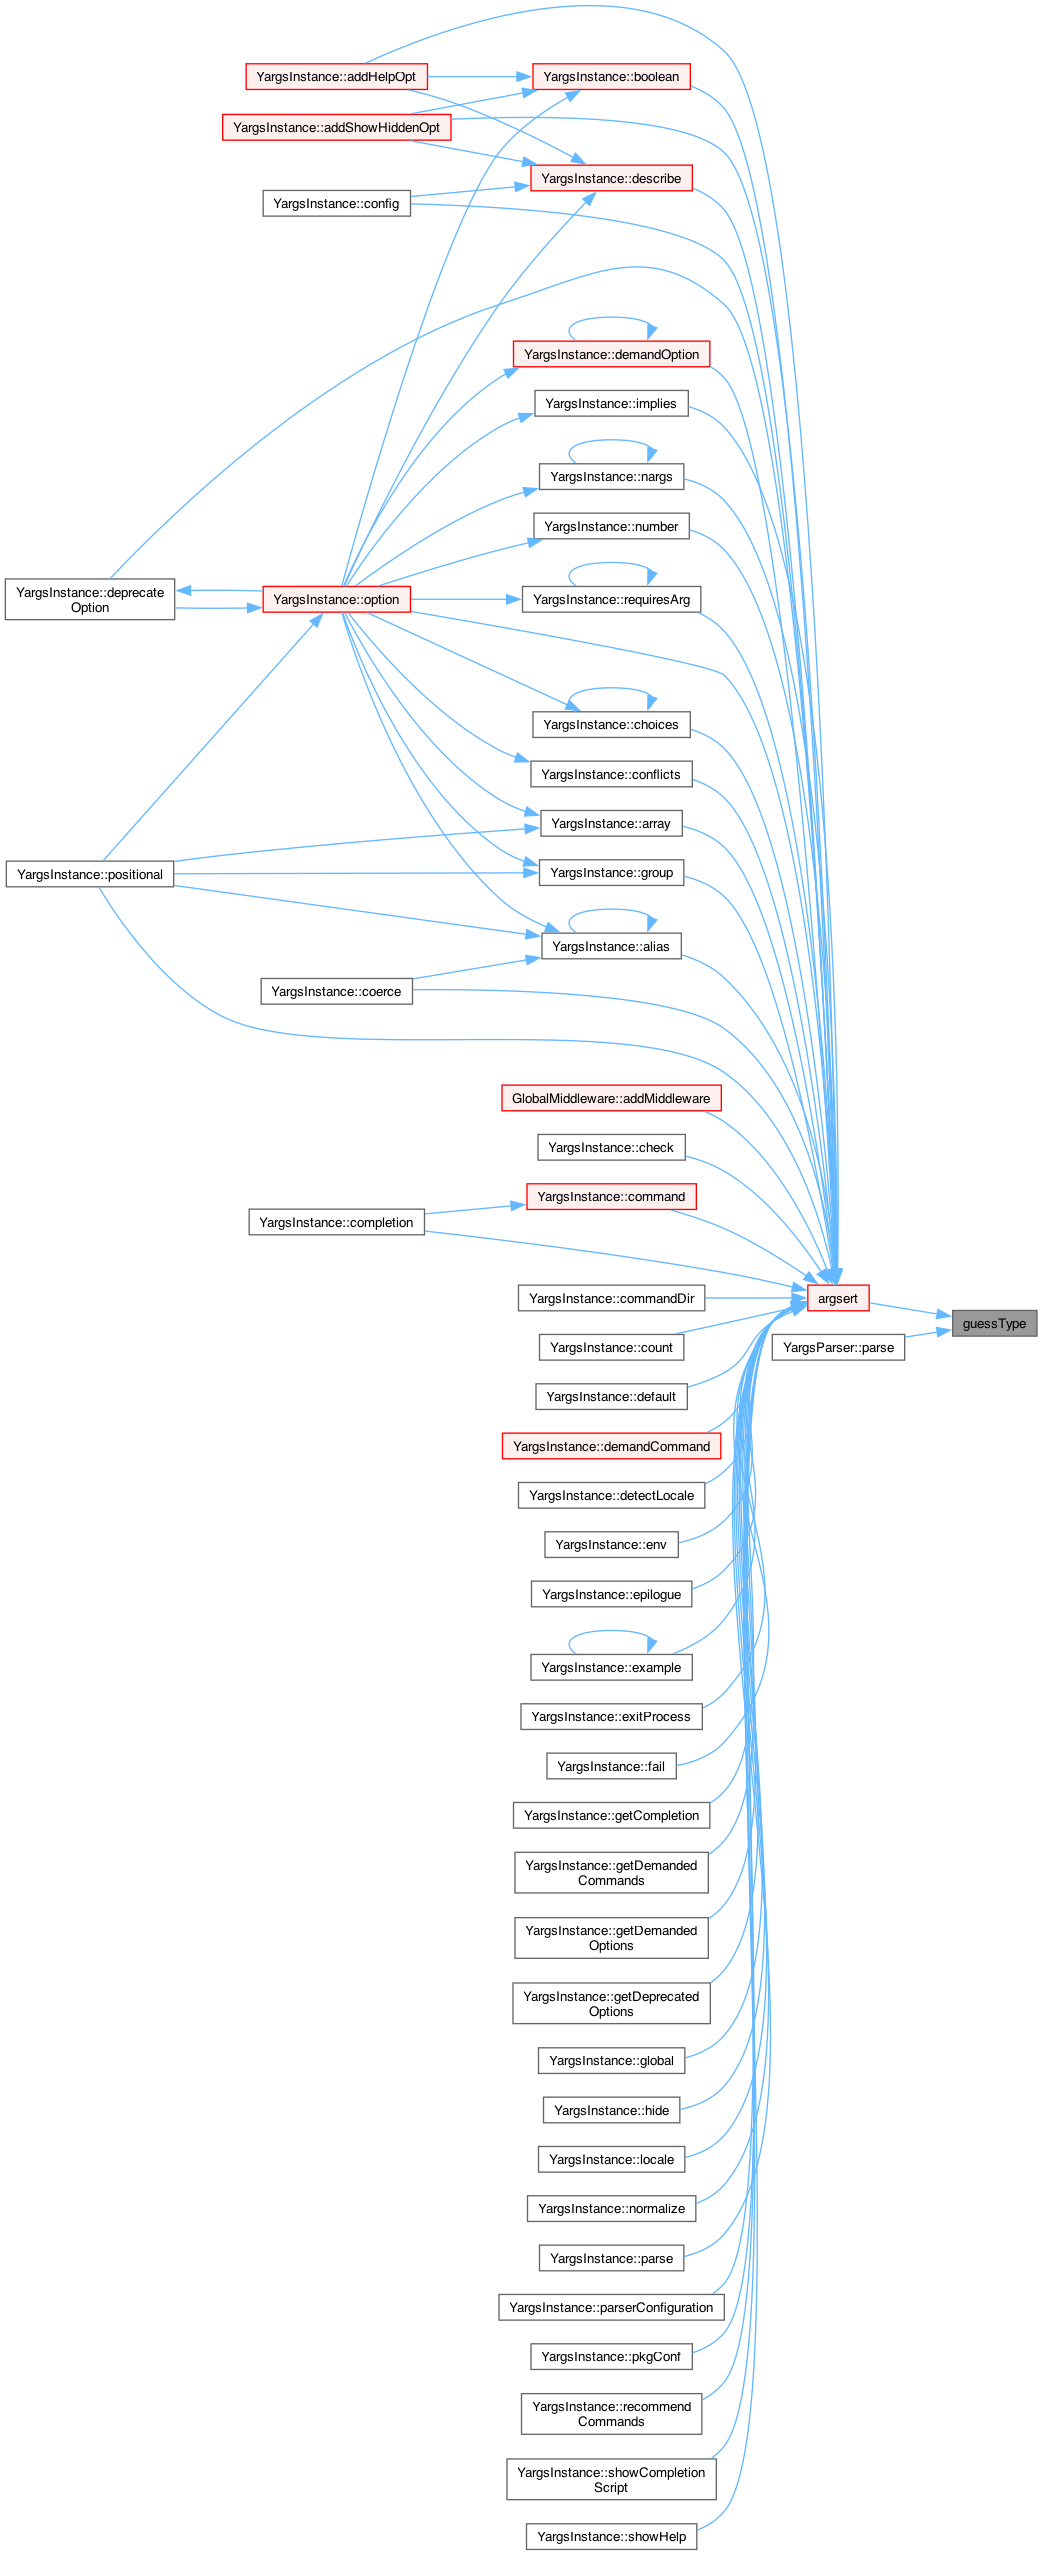 YargsInstance::addHelpOpt
YargsInstance::boolean
YargsInstance::addShowHiddenOpt
YargsInstance::describe
YargsInstance::config
YargsInstance::demandOption
YargsInstance::implies
YargsInstance::nargs
YargsInstance::number
YargsInstance::deprecate
Option
YargsInstance::option
YargsInstance::requiresArg
YargsInstance::choices
YargsInstance::conflicts
YargsInstance::array
YargsInstance::positional
YargsInstance::group
YargsInstance::alias
YargsInstance::coerce
GlobalMiddleware::addMiddleware
YargsInstance::check
YargsInstance::command
YargsInstance::completion
YargsInstance::commandDir
argsert
guessType
YargsInstance::count
YargsParser::parse
YargsInstance::default
YargsInstance::demandCommand
YargsInstance::detectLocale
YargsInstance::env
YargsInstance::epilogue
YargsInstance::example
YargsInstance::exitProcess
YargsInstance::fail
YargsInstance::getCompletion
YargsInstance::getDemanded
Commands
YargsInstance::getDemanded
Options
YargsInstance::getDeprecated
Options
YargsInstance::global
YargsInstance::hide
YargsInstance::locale
YargsInstance::normalize
YargsInstance::parse
YargsInstance::parserConfiguration
YargsInstance::pkgConf
YargsInstance::recommend
Commands
YargsInstance::showCompletion
Script
YargsInstance::showHelp